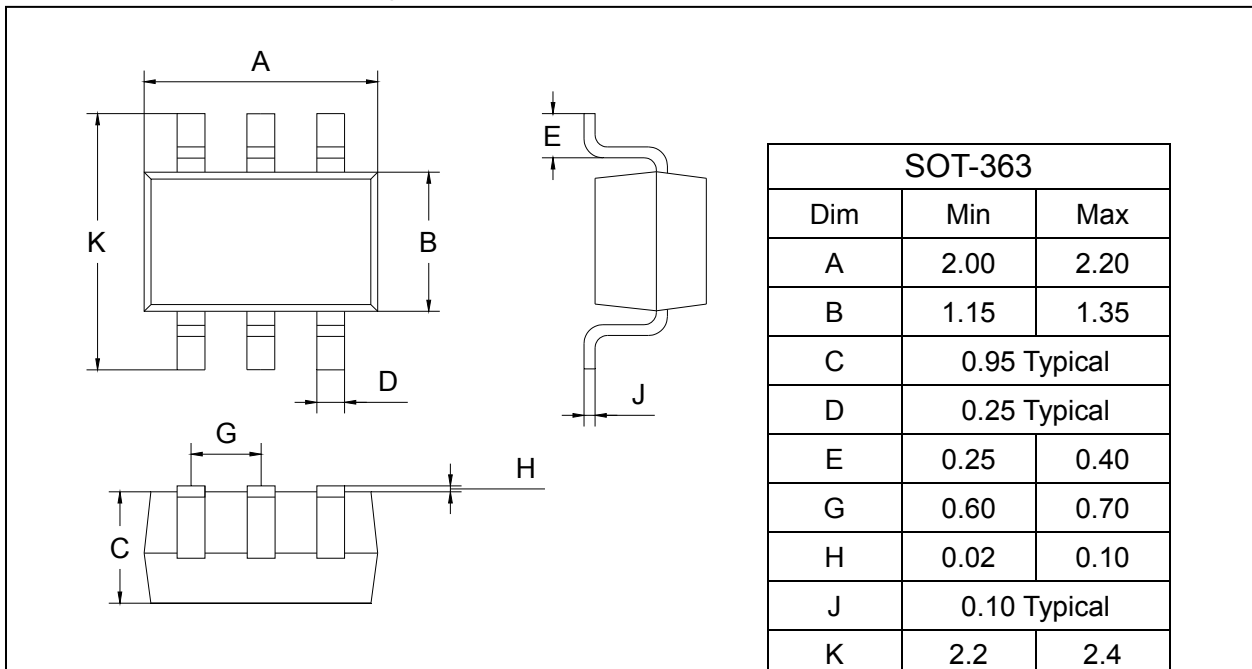 A
K
B
D
G
H
C
E
J
SOT-363
Dim Min Max
A 2.00 2.20
B 1.15 1.35
C 0.95 Typical
D 0.25 Typical
E 0.25 0.40
G 0.60 0.70
H 0.02 0.10
J 0.10 Typical
K 2.2 2.4